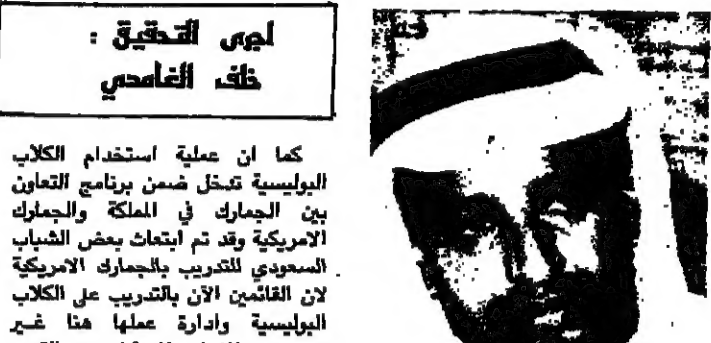 اجرى التحقيق :
خلف الغامدي
كما ان عملية استخدام الكلاب
البوليسية تدخل ضمن برنامج التعاون
بين الجمارك في المملكة والجمارك
الامريكية وقد تم ابتعاث بعض الشباب
السعودي للتدريب بالجمارك الامريكية
لان القائمين الآن بالتدريب على الكلاب
البوليسية وادارة عملها هنا غير